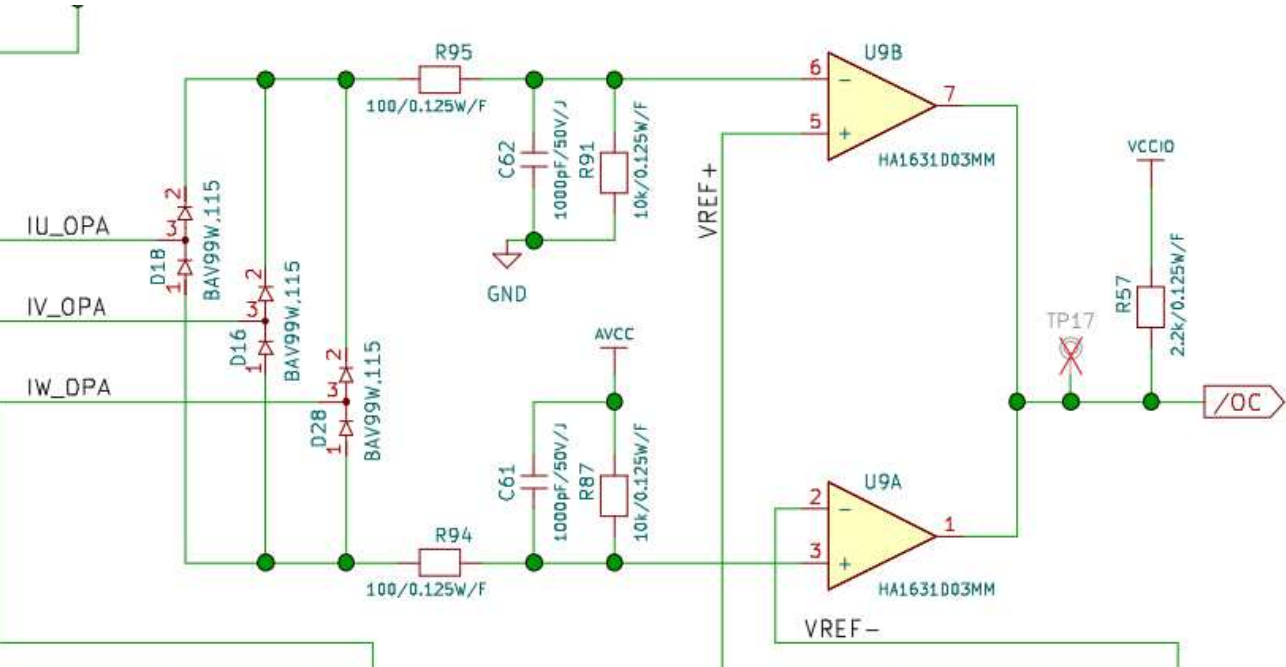 R95
100/0.125W/F
U9B
6
-
5
+
7
HA1631D03MM
C62
1000pF/50V/J
R91
10k/0.125W/F
VREF+
VCCIO
R57
2.2k/0.125W/F
IU_OPA
2
3
1
D18
BAV99W,115
IV_OPA
2
3
1
D16
BAV99W,115
IW_OPA
2
3
1
D28
BAV99W,115
GND
AVCC
TP17
/OC
C61
1000pF/50V/J
R87
10k/0.125W/F
R94
100/0.125W/F
U9A
2
-
3
+
1
HA1631D03MM
VREF-